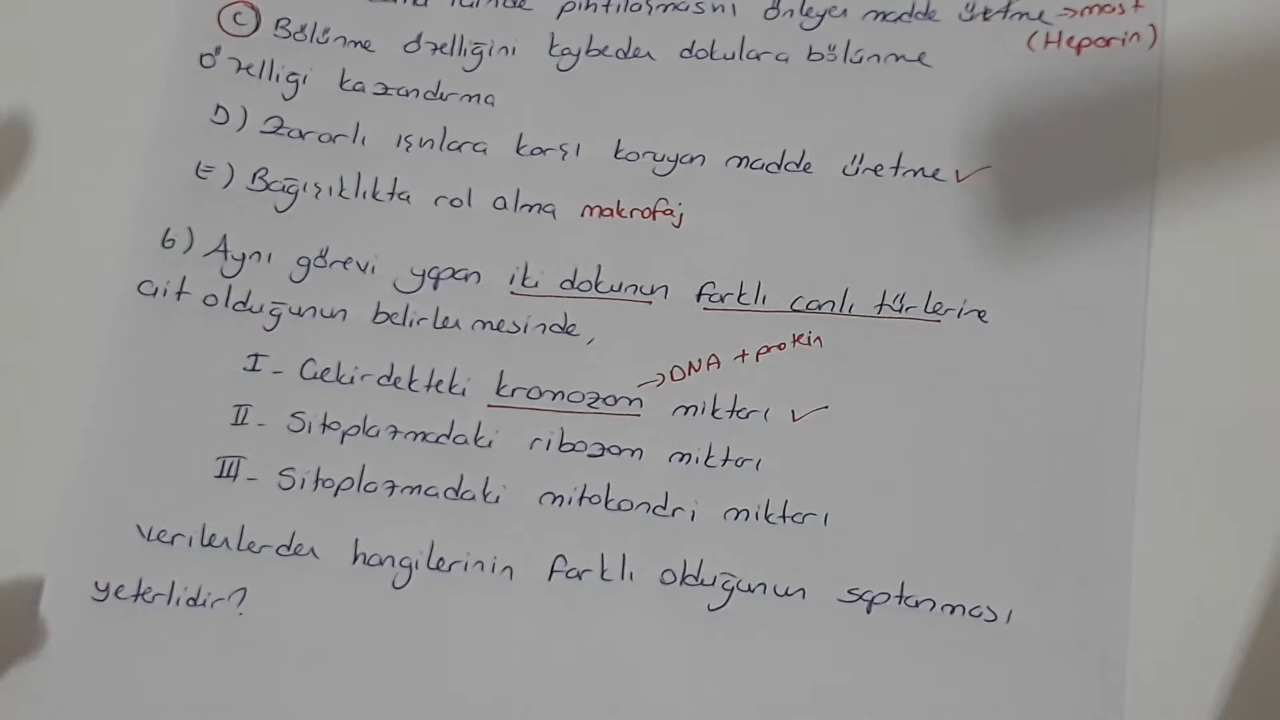 pıhtılaşmasını önleyen madde üretme → mast
(Heparin)
C) Bölünme özelliğini kaybeden dokulara bölünme
özelliği kazandırma
D) Zararlı ışınlara karşı koruyan madde üretme ✓
E) Bağışıklıkta rol alma makrofaj
6) Aynı görevi yapan iki dokunun farklı canlı türlerine
ait olduğunun belirlenmesinde,
→ DNA + protein
I - Çekirdekteki kromozom miktarı ✓
II - Sitoplazmadaki ribozom miktarı
III - Sitoplazmadaki mitokondri miktarı
verilenlerden hangilerinin farklı olduğunun saptanması
yeterlidir?